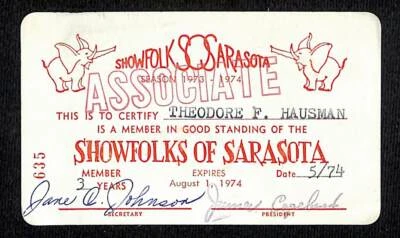 SHOWFOLK SOS SARASOTA
SEASON 1973 - 1974
ASSOCIATE
THIS IS TO CERTIFY THEODORE F. HAUSMAN
IS A MEMBER IN GOOD STANDING OF THE
SHOWFOLKS OF SARASOTA
635
MEMBER 3 YEARS
EXPIRES August 1, 1974
Date 5/74
Jane C. Johnson
SECRETARY
James
PRESIDENT